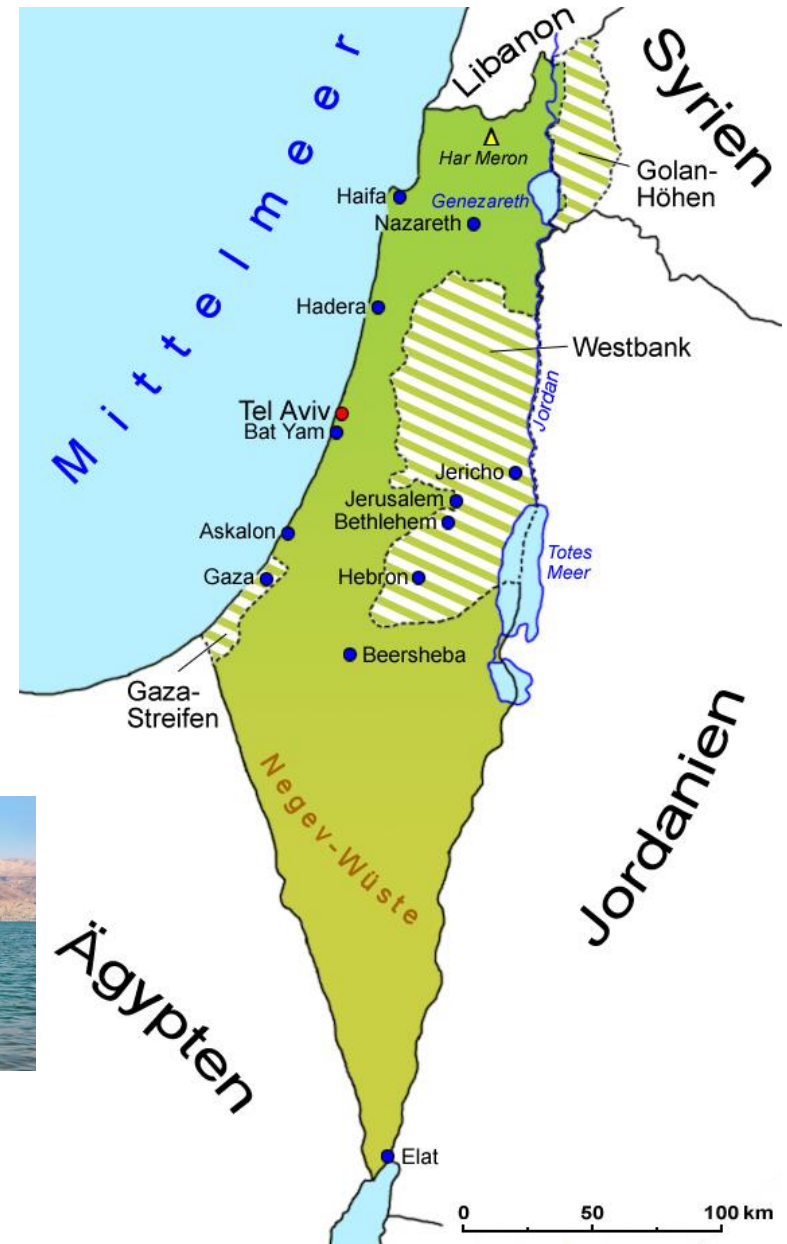 Libanon
Syrien
Mittelmeer
Har Meron
Golan-
Höhen
Haifa
Genezareth
Nazareth
Hadera
Westbank
Jordan
Tel Aviv
Bat Yam
Jericho
Jerusalem
Bethlehem
Askalon
Totes
Meer
Gaza
Hebron
Beersheba
Gaza-
Streifen
Negev-Wüste
Jordanien
Ägypten
Elat
0 50 100 km